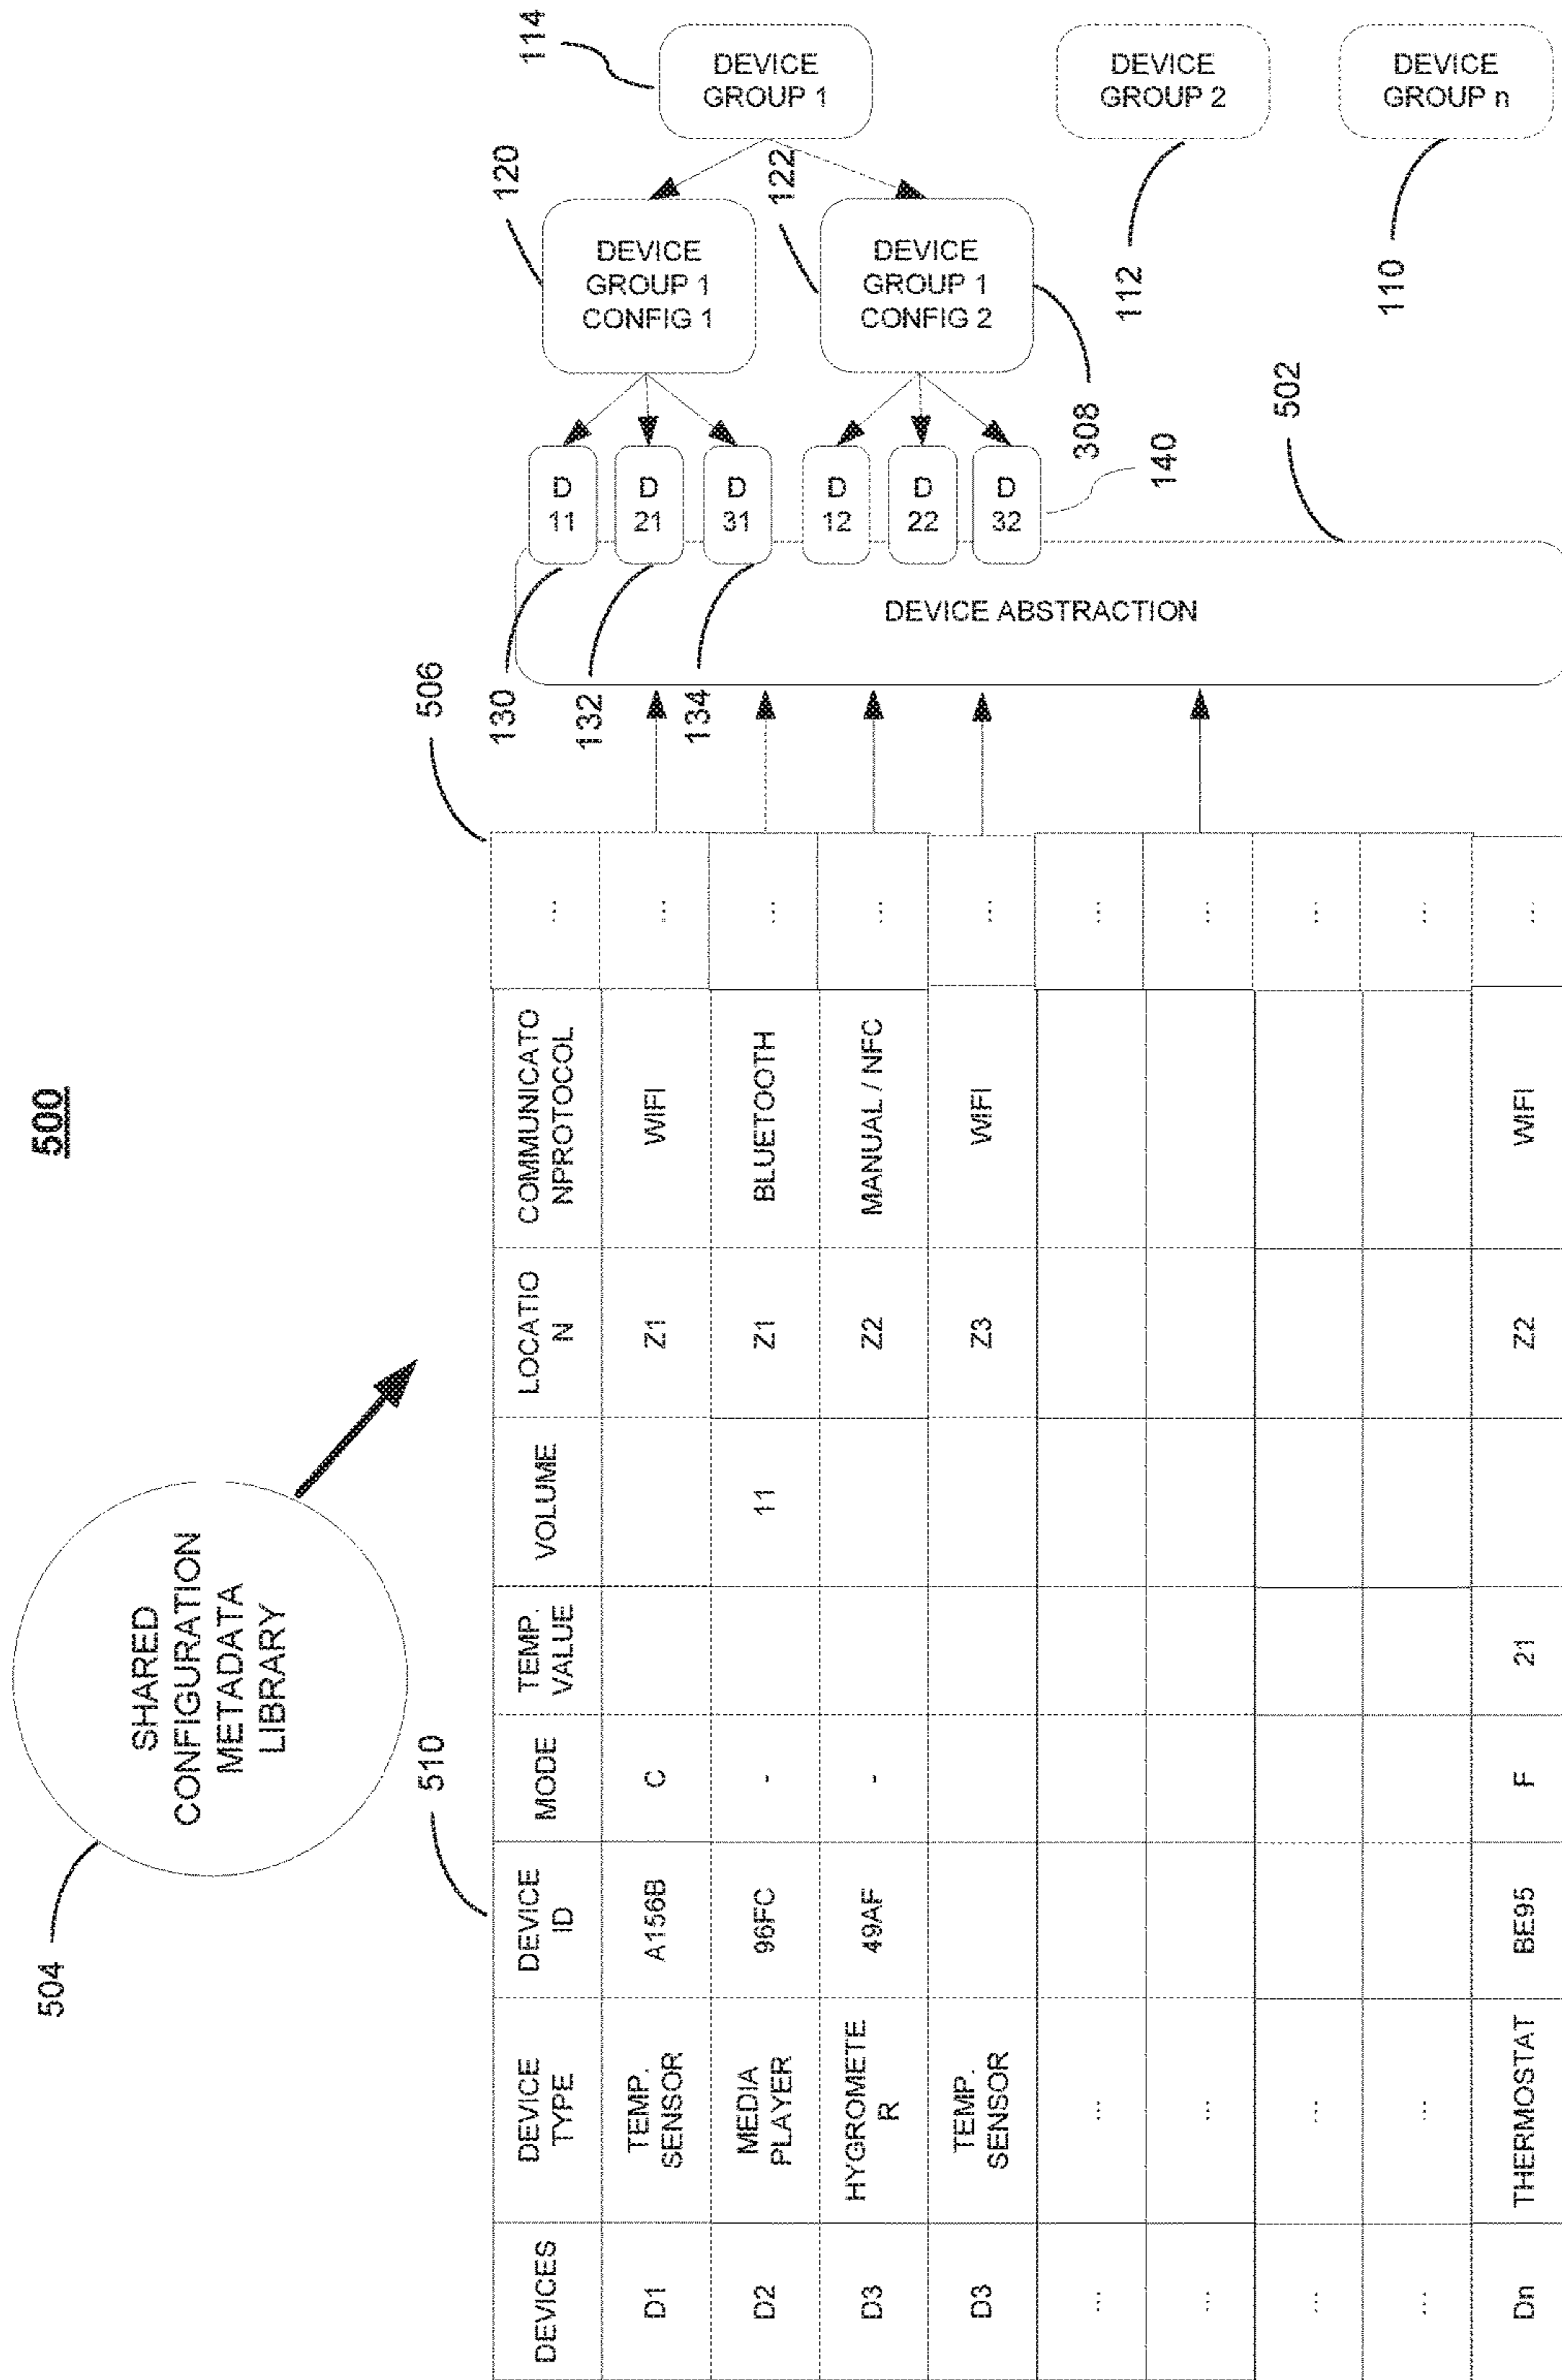 500
504
SHARED
CONFIGURATION
METADATA
LIBRARY
510
506
DEVICES
DEVICE
TYPE
DEVICE
ID
MODE
TEMP.
VALUE
VOLUME
LOCATIO
N
COMMUNICATO
NPROTOCOL
...
D1
TEMP.
SENSOR
A156B
C
Z1
WIFI
...
D2
MEDIA
PLAYER
96FC
-
11
Z1
BLUETOOTH
...
D3
HYGROMETE
R
49AF
-
Z2
MANUAL / NFC
...
D3
TEMP.
SENSOR
Z3
WIFI
...
...
...
...
...
...
...
...
...
...
...
...
...
Dn
THERMOSTAT
BE95
F
21
Z2
WIFI
...
130
132
134
DEVICE ABSTRACTION
502
D
11
D
21
D
31
D
12
D
22
D
32
140
308
120
DEVICE
GROUP 1
CONFIG 1
122
DEVICE
GROUP 1
CONFIG 2
112
110
114
DEVICE
GROUP 1
DEVICE
GROUP 2
DEVICE
GROUP n